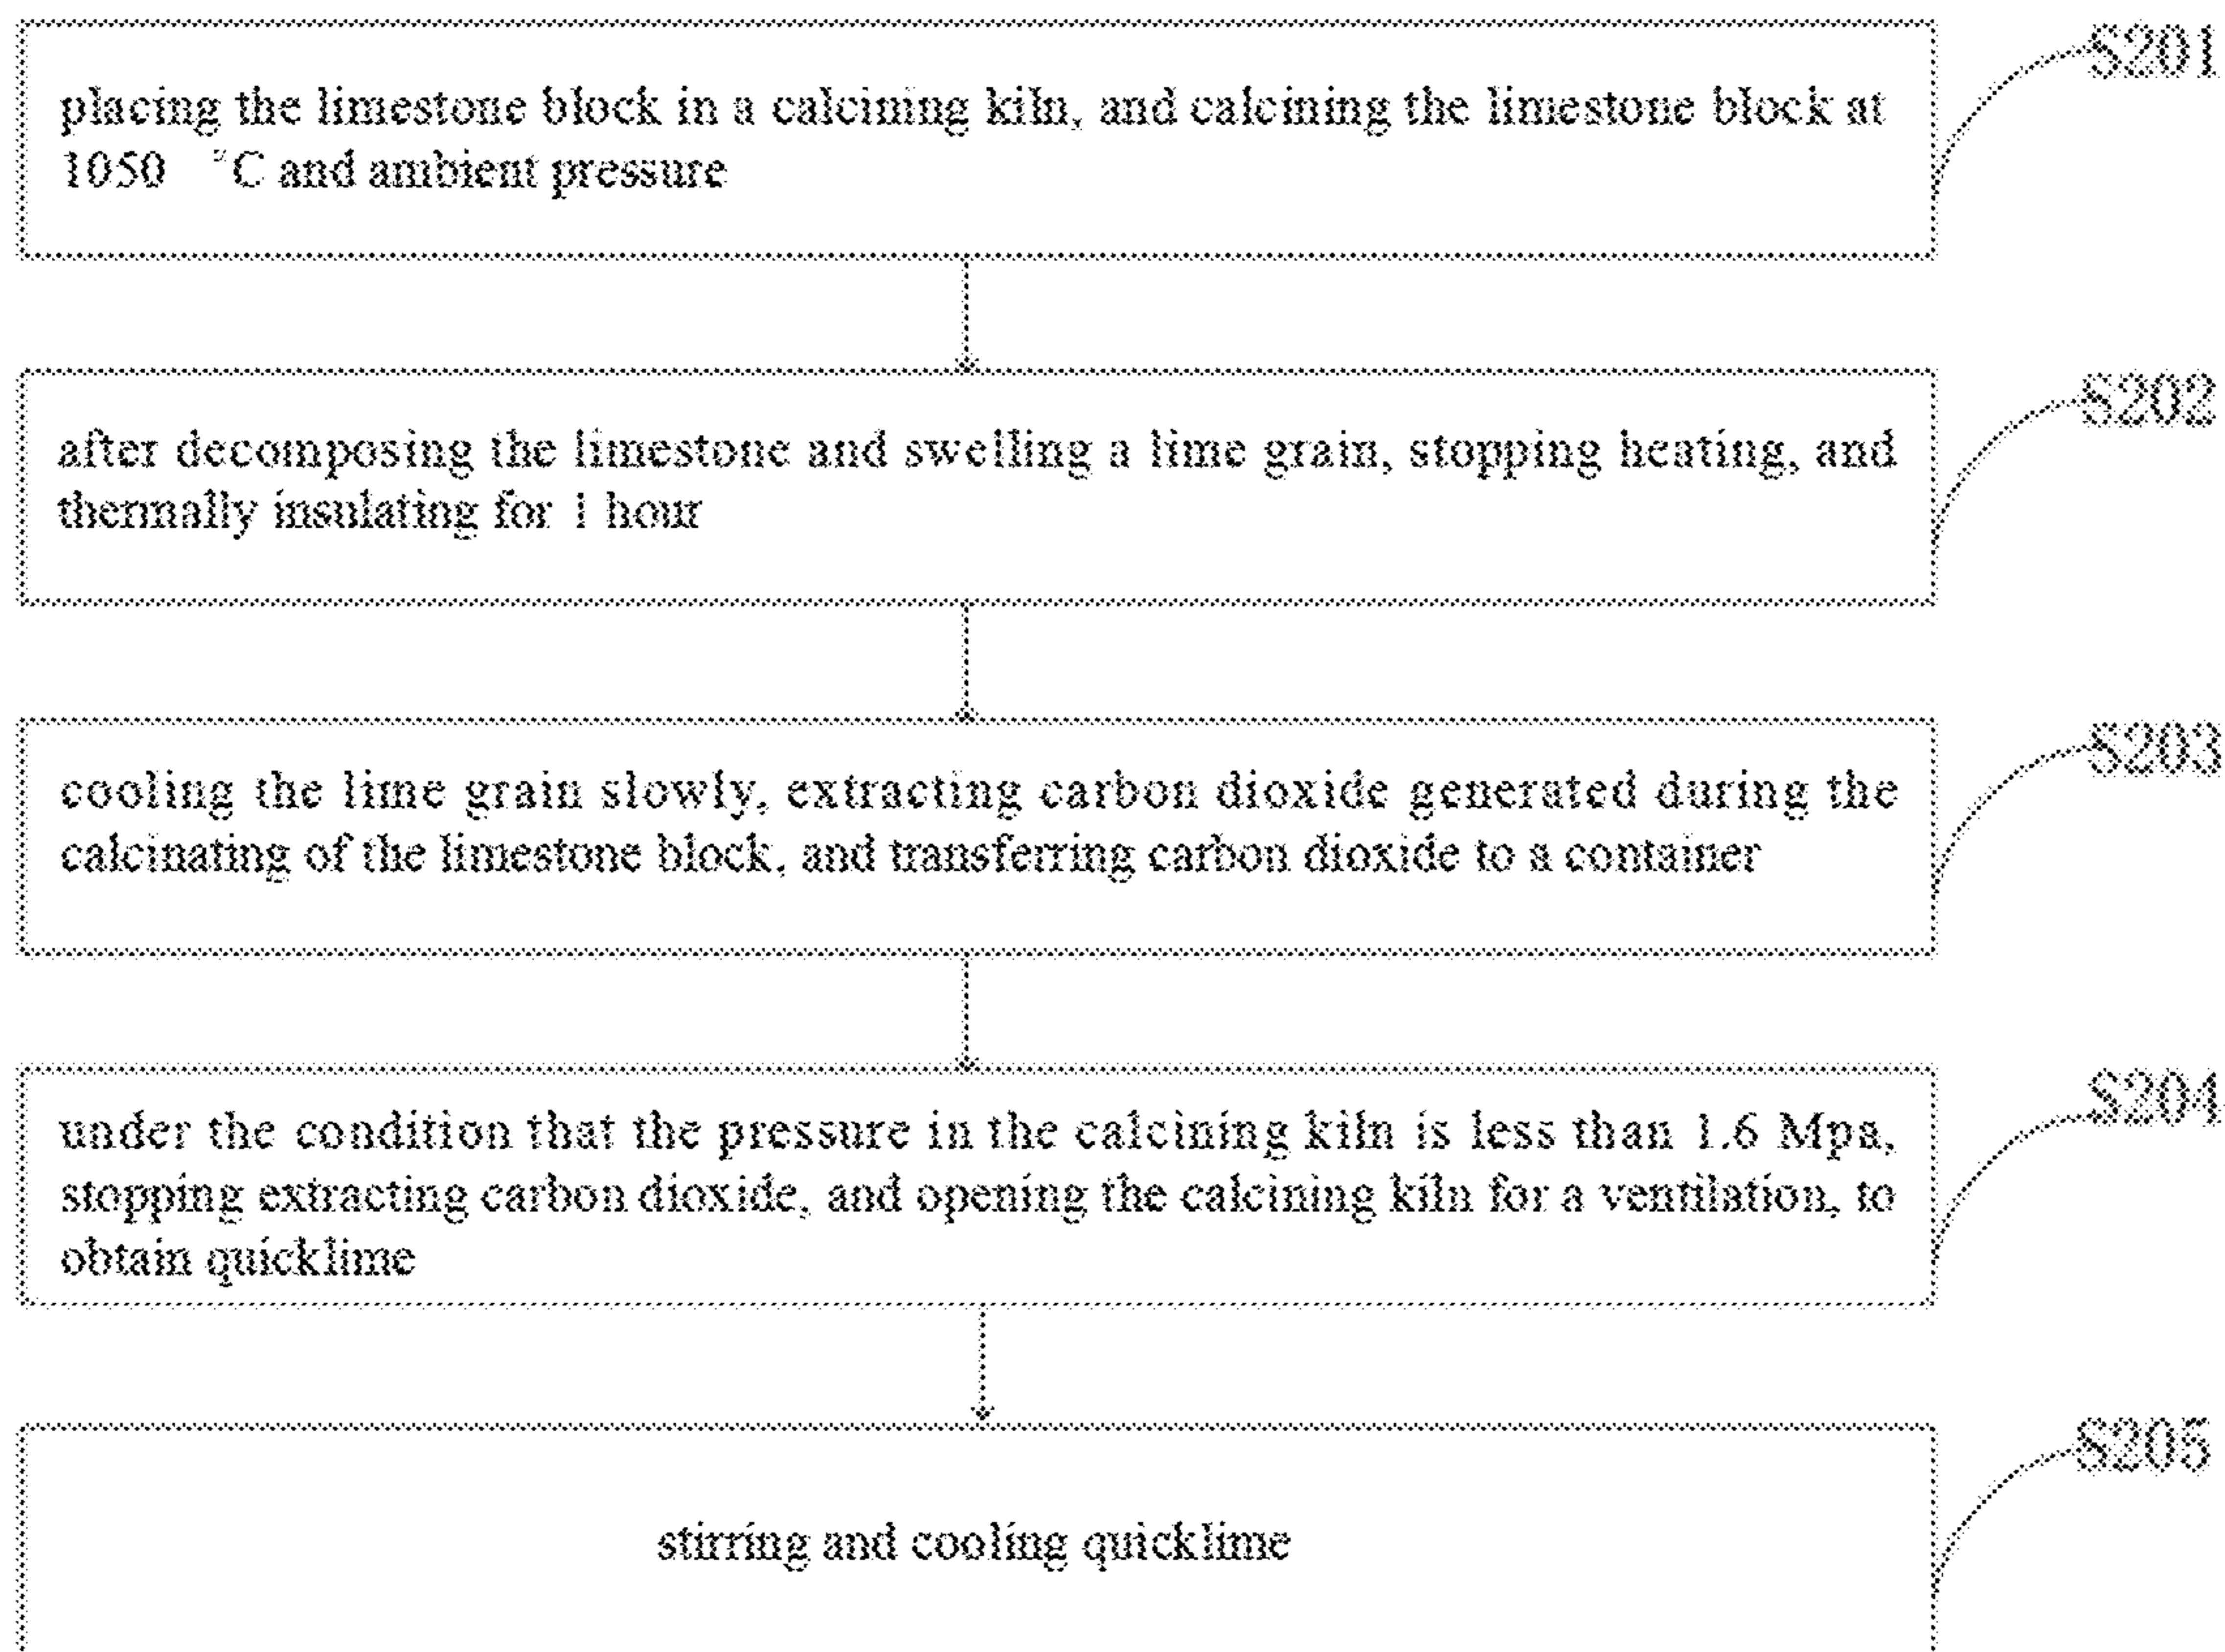 S201
placing the limestone block in a calcining kiln, and calcining the limestone block at
1050 °C and ambient pressure
S202
after decomposing the limestone and swelling a lime grain, stopping heating, and
thermally insulating for 1 hour
S203
cooling the lime grain slowly, extracting carbon dioxide generated during the
calcinating of the limestone block, and transferring carbon dioxide to a container
S204
under the condition that the pressure in the calcining kiln is less than 1.6 Mpa,
stopping extracting carbon dioxide, and opening the calcining kiln for a ventilation, to
obtain quicklime
S205
stirring and cooling quicklime